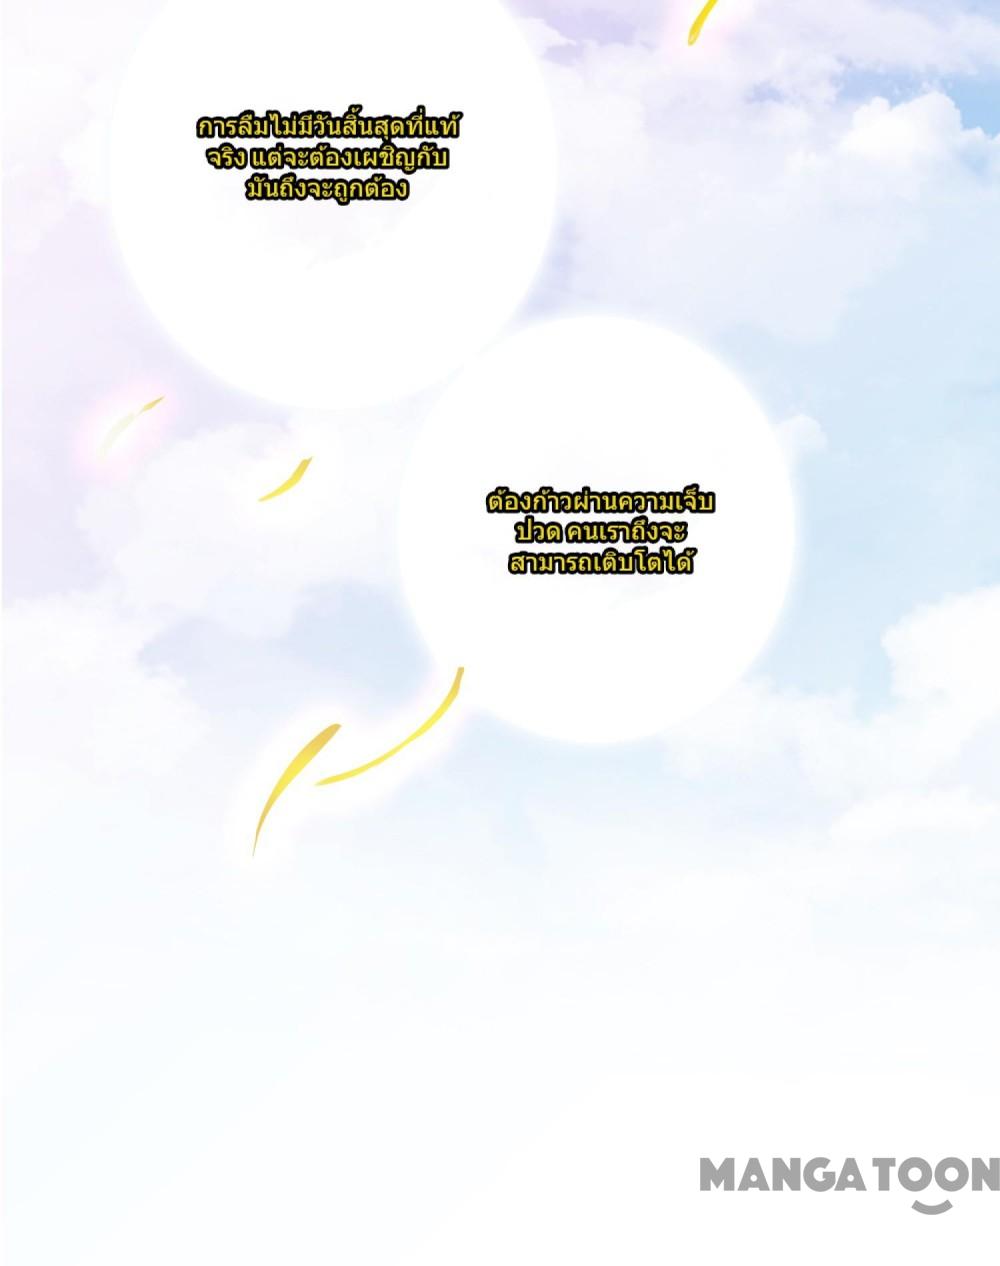 การลืมไม่มีวันสิ้นสุดที่แท้
จริง แต่จะต้องเผชิญกับ
มันถึงจะถูกต้อง
ต้องก้าวผ่านความเจ็บ
ปวด คนเราถึงจะ
สามารถเติบโตได้
MANGATOON